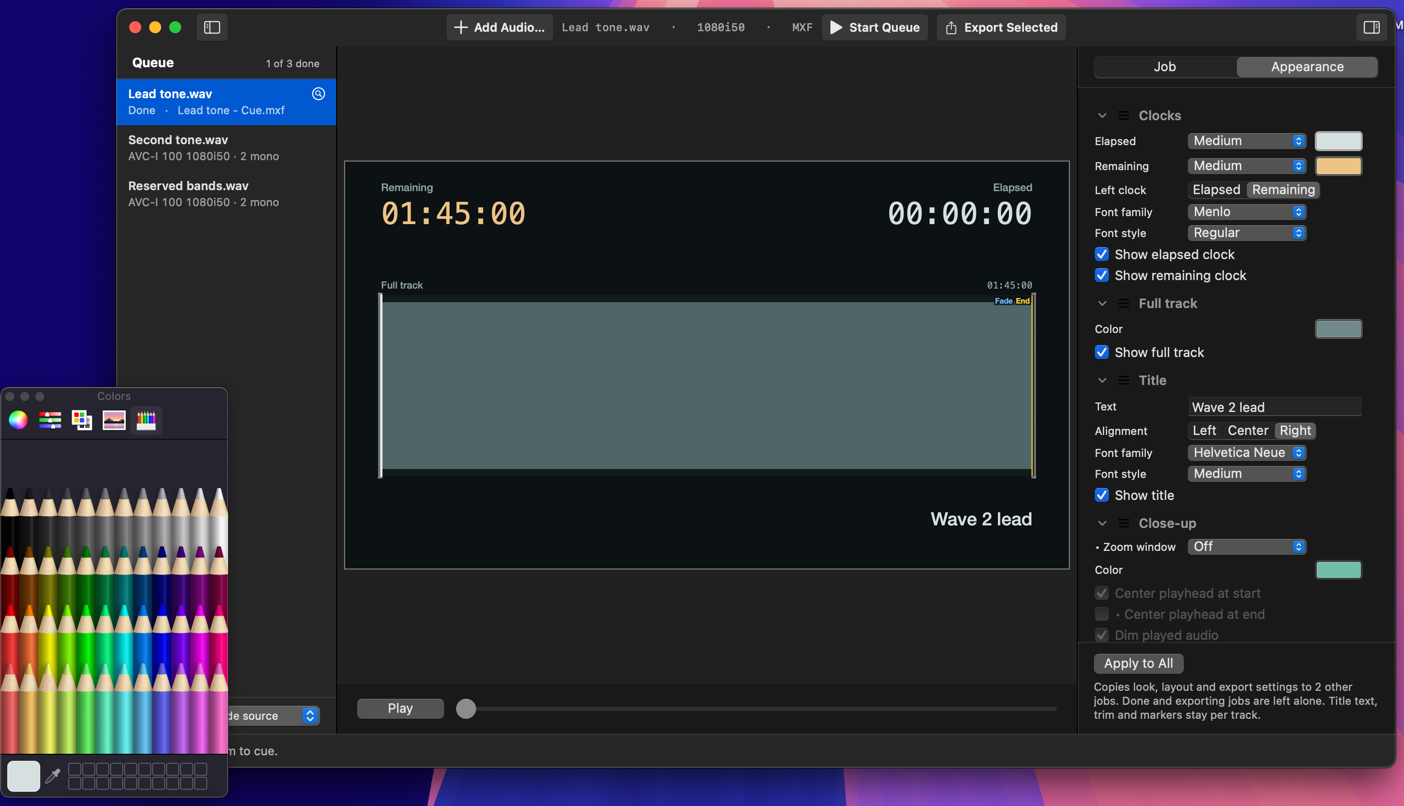 Add Audio...
Lead tone.wav · 1080i50 · MXF
Start Queue
Export Selected
Queue
1 of 3 done
Lead tone.wav
Done · Lead tone - Cue.mxf
Second tone.wav
AVC-I 100 1080i50 · 2 mono
Reserved bands.wav
AVC-I 100 1080i50 · 2 mono
Remaining
01:45:00
Elapsed
00:00:00
Full track
01:45:00
Fade End
Wave 2 lead
Play
Job
Appearance
Clocks
Elapsed Medium
Remaining Medium
Left clock Elapsed Remaining
Font family Menlo
Font style Regular
Show elapsed clock
Show remaining clock
Full track
Color
Show full track
Title
Text Wave 2 lead
Alignment Left Center Right
Font family Helvetica Neue
Font style Medium
Show title
Close-up
• Zoom window Off
Color
Center playhead at start
• Center playhead at end
Dim played audio
Apply to All
Copies look, layout and export settings to 2 other
jobs. Done and exporting jobs are left alone. Title text,
trim and markers stay per track.
Colors
de source
to cue.